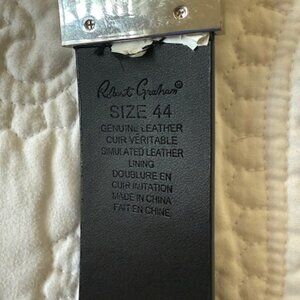 Robert Graham®
SIZE 44
GENUINE LEATHER
CUIR VERITABLE
SIMULATED LEATHER
LINING
DOUBLURE EN
CUIR IMITATION
MADE IN CHINA
FAIT EN CHINE